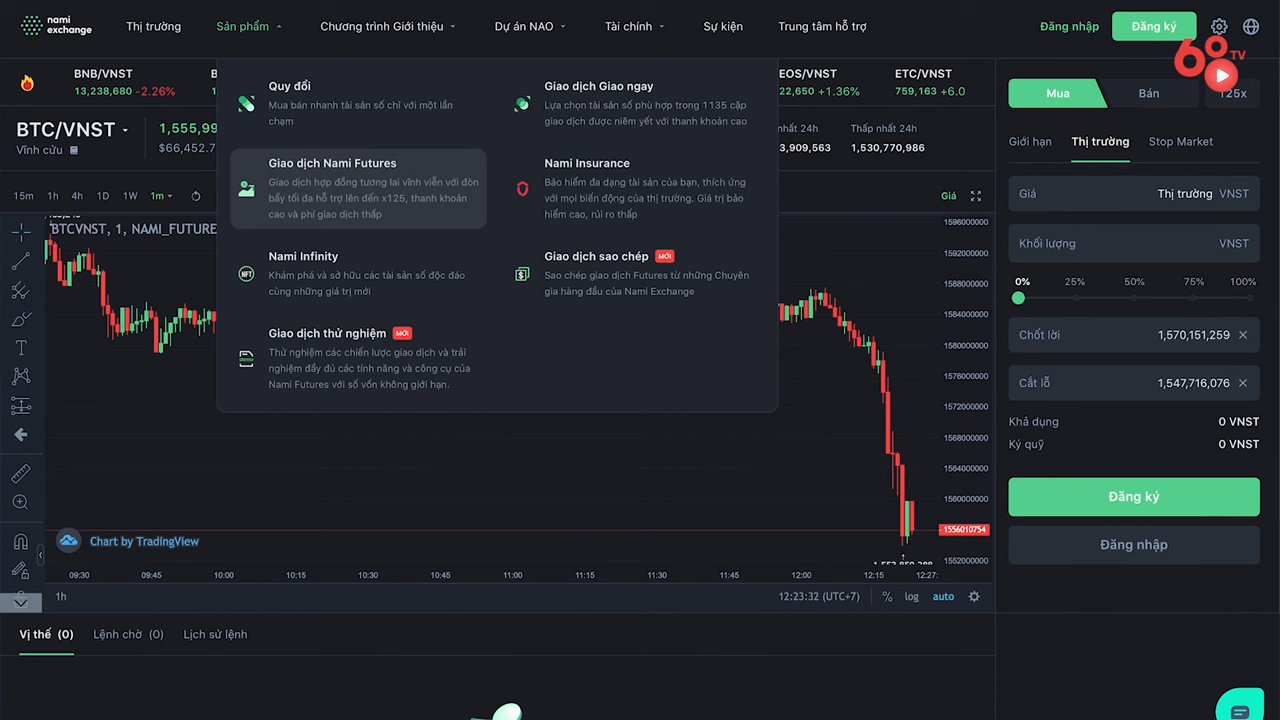 nami
exchange
Thị trường
Sản phẩm
Chương trình Giới thiệu
Dự án NAO
Tài chính
Sự kiện
Trung tâm hỗ trợ
Đăng nhập
Đăng ký
6°
TV
BNB/VNST
13,238,680 -2.26%
EOS/VNST
22,650 +1.36%
ETC/VNST
759,163 +6.0
BTC/VNST
Vĩnh cửu
1,555,99
$66,452.7
nhất 24h
3,909,563
Thấp nhất 24h
1,530,770,986
Quy đổi
Mua bán nhanh tài sản số chỉ với một lần
chạm
Giao dịch Giao ngay
Lựa chọn tài sản số phù hợp trong 1135 cặp
giao dịch được niêm yết với thanh khoản cao
Giao dịch Nami Futures
Giao dịch hợp đồng tương lai vĩnh viễn với đòn
bẩy tối đa hỗ trợ lên đến x125, thanh khoản
cao và phí giao dịch thấp
Nami Insurance
Bảo hiểm đa dạng tài sản của bạn, thích ứng
với mọi biến động của thị trường. Giá trị bảo
hiểm cao, rủi ro thấp
Nami Infinity
NFT
Khám phá và sở hữu các tài sản độc đáo
cùng những giá trị mới
Giao dịch sao chép MỚI
Sao chép giao dịch Futures từ những Chuyên
gia hàng đầu của Nami Exchange
Giao dịch thử nghiệm MỚI
demo
Thử nghiệm các chiến lược giao dịch và trải
nghiệm đầy đủ các tính năng và công cụ của
Nami Futures với số vốn không giới hạn.
15m 1h 4h 1D 1W 1m
Giá
BTCVNST, 1, NAMI_FUTURE
1596000000
1592000000
1588000000
1584000000
1580000000
1576000000
1572000000
1568000000
1564000000
1560000000
1556010754
1552000000
Chart by TradingView
09:30 09:45 10:00 10:15 10:30 10:45 11:00 11:15 11:30 11:45 12:00 12:15 12:27:
1h
12:23:32 (UTC+7) % log auto
Vị thế (0) Lệnh chờ (0) Lịch sử lệnh
Mua
Bán
125x
Giới hạn
Thị trường
Stop Market
Giá Thị trường VNST
Khối lượng VNST
0% 25% 50% 75% 100%
Chốt lời 1,570,151,259
Cắt lỗ 1,547,716,076
Khả dụng 0 VNST
Ký quỹ 0 VNST
Đăng ký
Đăng nhập